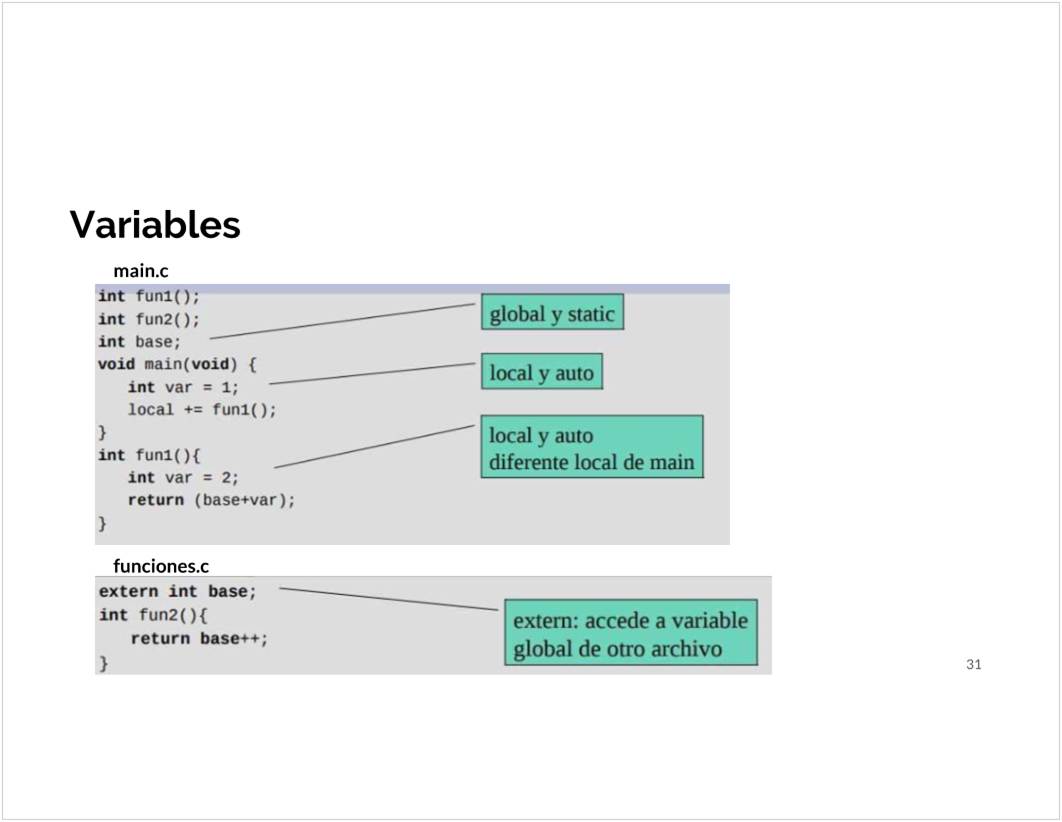 Variables
main.c
int fun1();
int fun2();
int base;
void main(void) {
int var = 1;
local += fun1();
}
int fun1(){
int var = 2;
return (base+var);
}
global y static
local y auto
local y auto
diferente local de main
funciones.c
extern int base;
int fun2(){
return base++;
}
extern: accede a variable
global de otro archivo
31